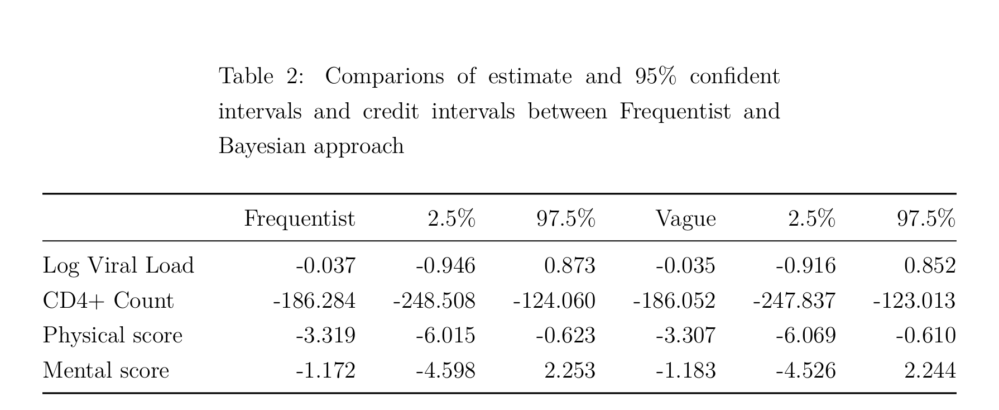 Table 2: Comparions of estimate and 95% confident
intervals and credit intervals between Frequentist and
Bayesian approach
Frequentist 2.5% 97.5% Vague 2.5% 97.5%
Log Viral Load -0.037 -0.946 0.873 -0.035 -0.916 0.852
CD4+ Count -186.284 -248.508 -124.060 -186.052 -247.837 -123.013
Physical score -3.319 -6.015 -0.623 -3.307 -6.069 -0.610
Mental score -1.172 -4.598 2.253 -1.183 -4.526 2.244